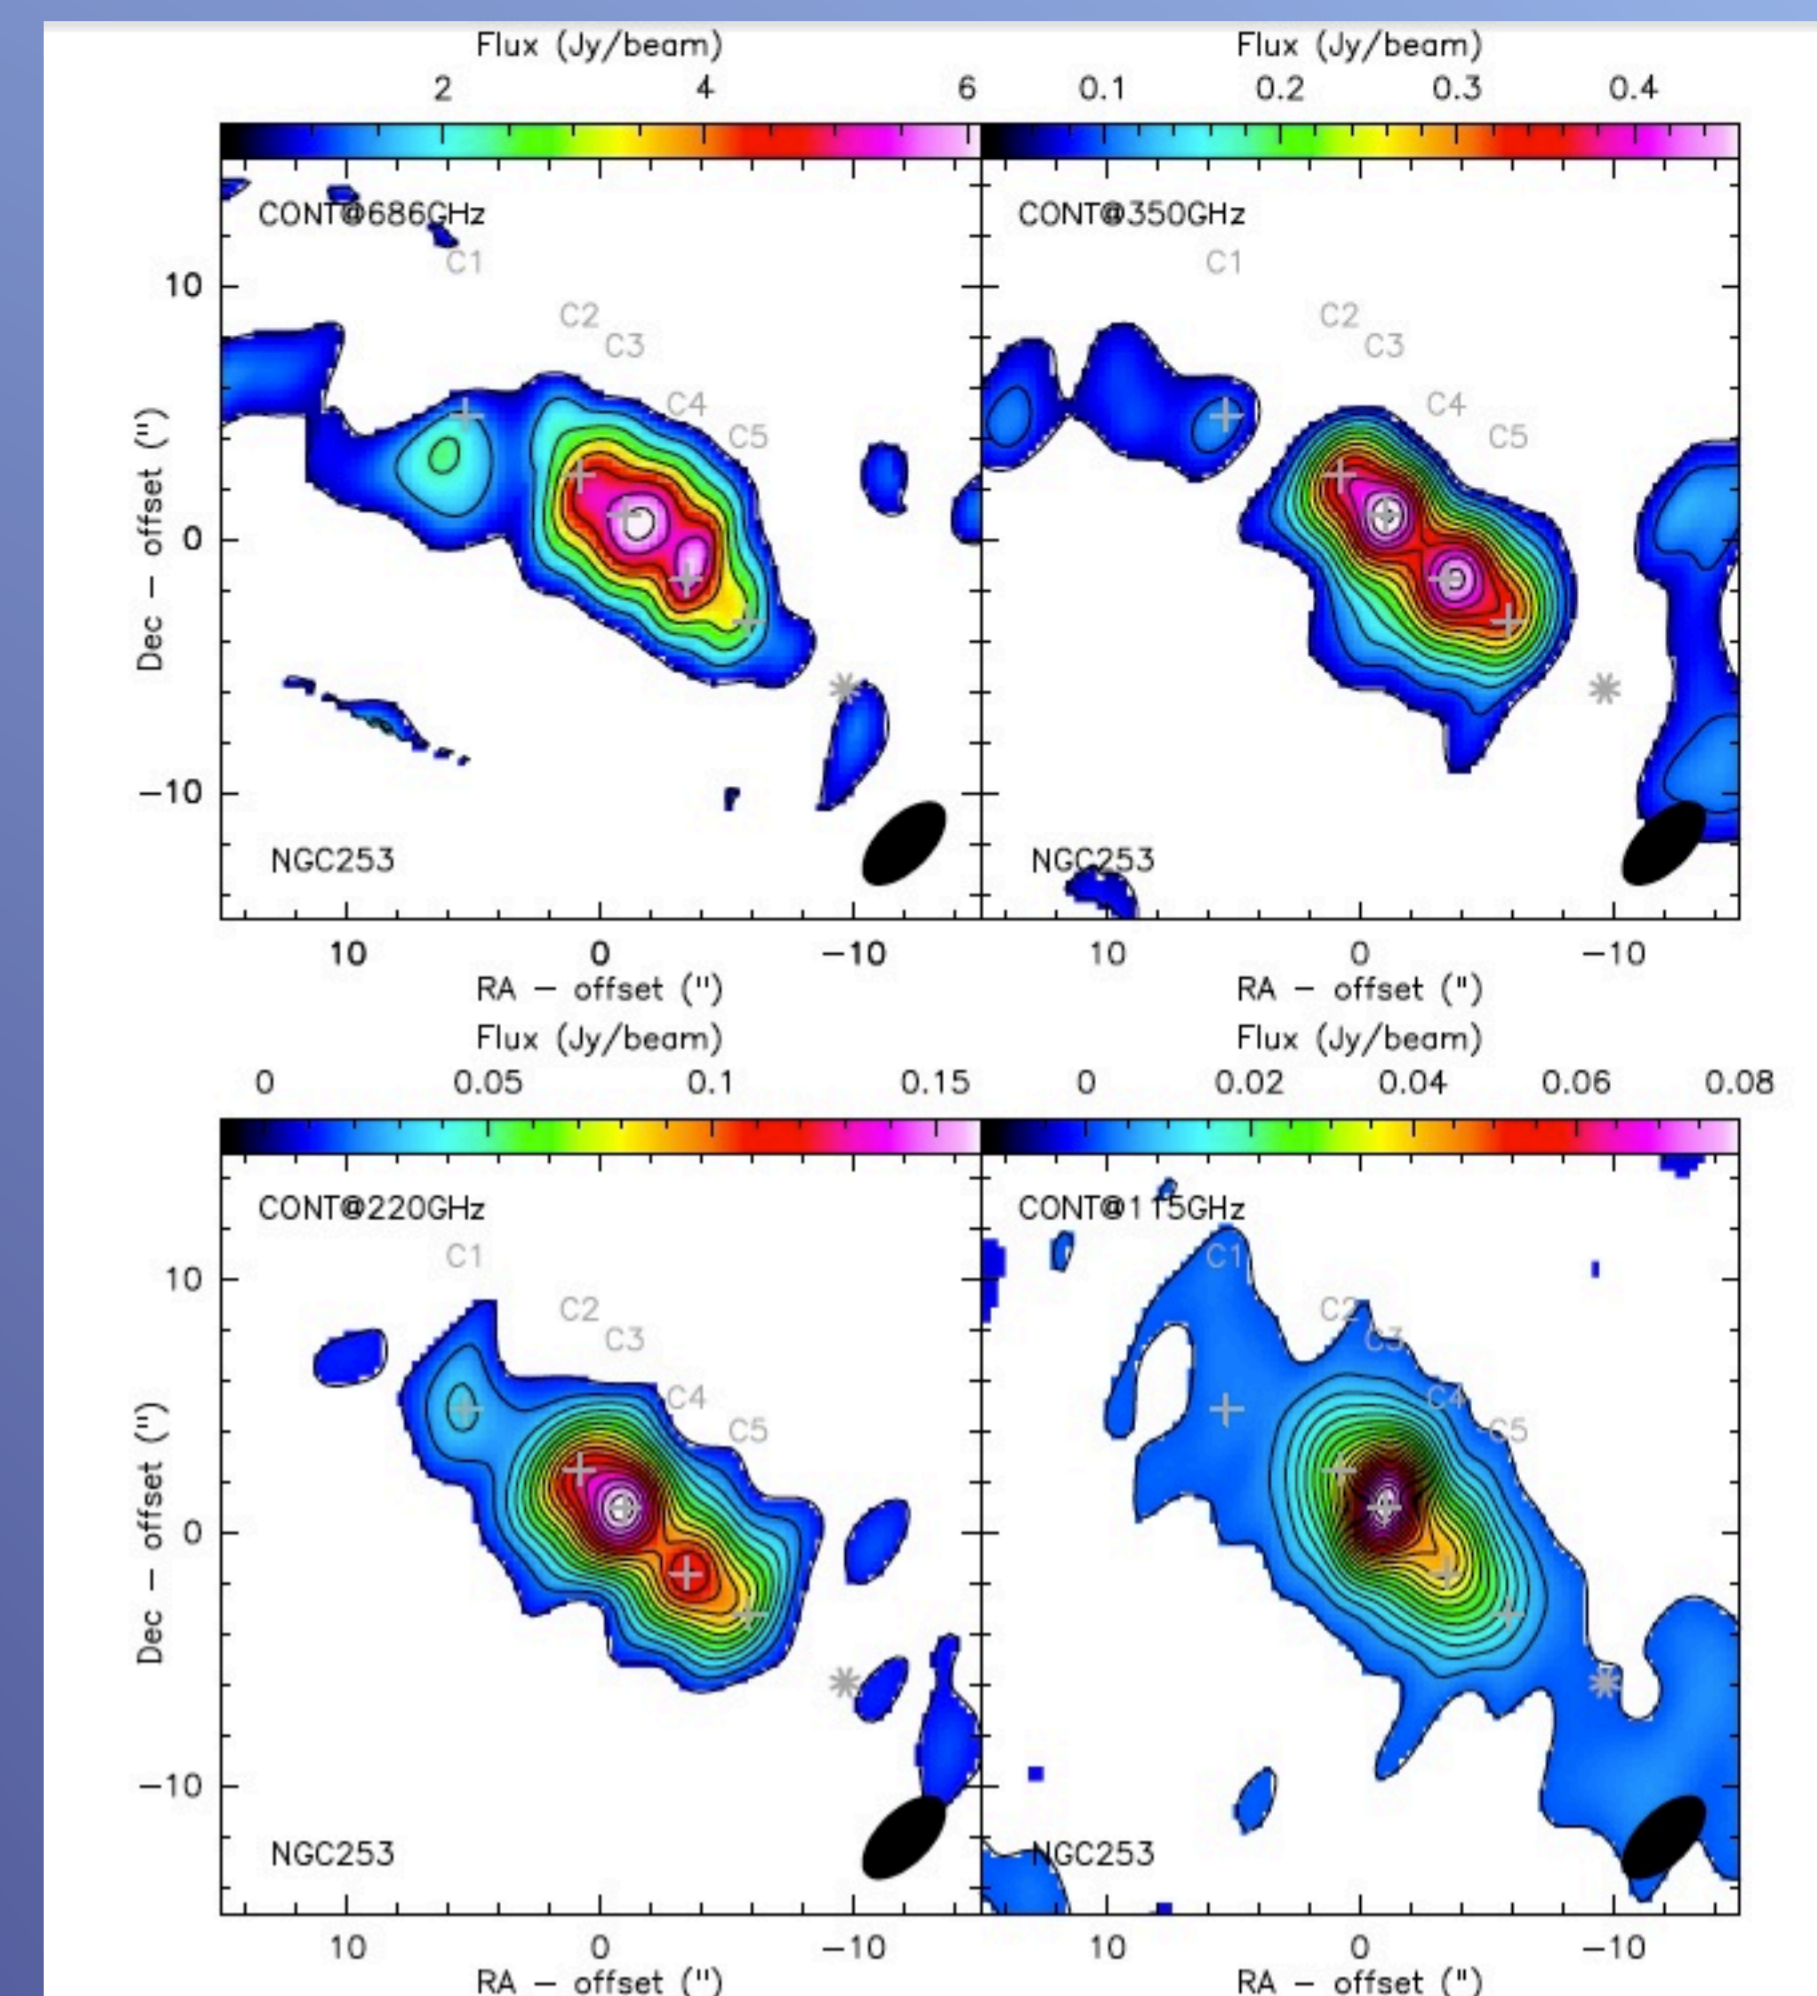 Flux (Jy/beam) Flux (Jy/beam)
2 4 6 0.1 0.2 0.3 0.4
CONT@686GHz CONT@350GHz
C1 C1
10
C2 C2
C3 C3
C4 C4
C5 C5
0
Dec – offset (")
–10
NGC253 NGC253
10 0 –10 10 0 –10
RA – offset (") RA – offset (")
Flux (Jy/beam) Flux (Jy/beam)
0 0.05 0.1 0.15 0 0.02 0.04 0.06 0.08
CONT@220GHz CONT@115GHz
C1 C1
10
C2 C2
C3 C3
C4 C4
C5 C5
0
Dec – offset (")
–10
NGC253 NGC253
10 0 –10 10 0 –10
RA – offset (") RA – offset (")